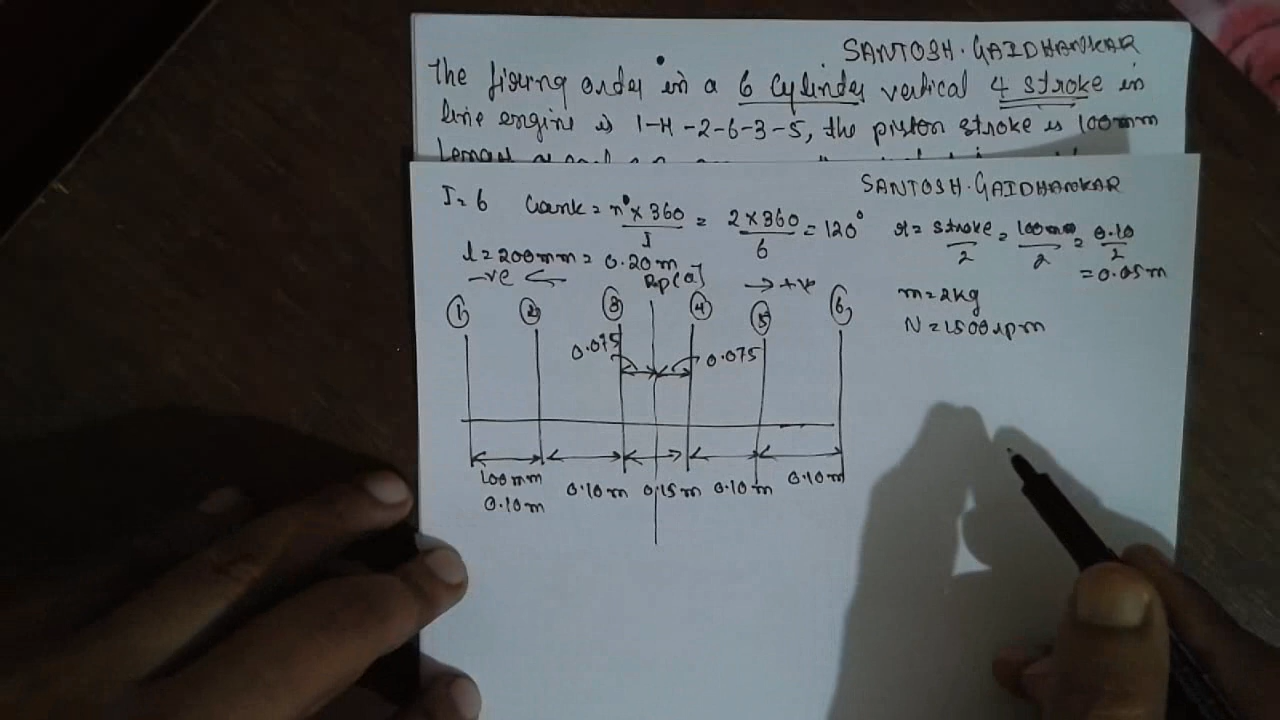 SANTOSH.GAIDHANKAR
The firing order in a 6 cylinder vertical 4 stroke in
line engine is 1-4-2-6-3-5, the piston stroke is 100mm
SANTOSH.GAIDHANKAR
I=6 Crank = n° × 360 / I = 2 × 360 / 6 = 120° r = stroke / 2 = 100mm / 2 = 0.10 / 2
= 0.05m
l = 200mm = 0.20m
-ve ← Rp(a) → +ve
m=2kg
N=1500rpm
1 2 3 4 5 6
0.075 0.075
100mm 0.10m 0.15m 0.10m 0.10m
0.10m